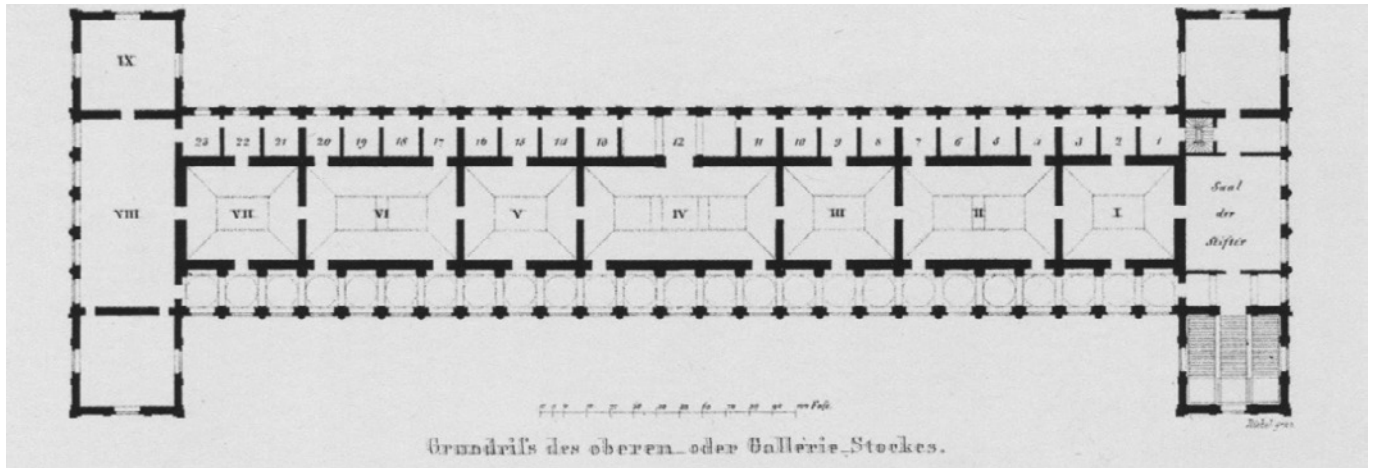 IX
23 22 21 20 19 18 17 16 15 14 13 12 11 10 9 8 7 6 5 4 3 2 1
VIII VII VI V IV III II I
Saal
der
Stifter
Grundriſs des oberen oder Gallerie Stockes.